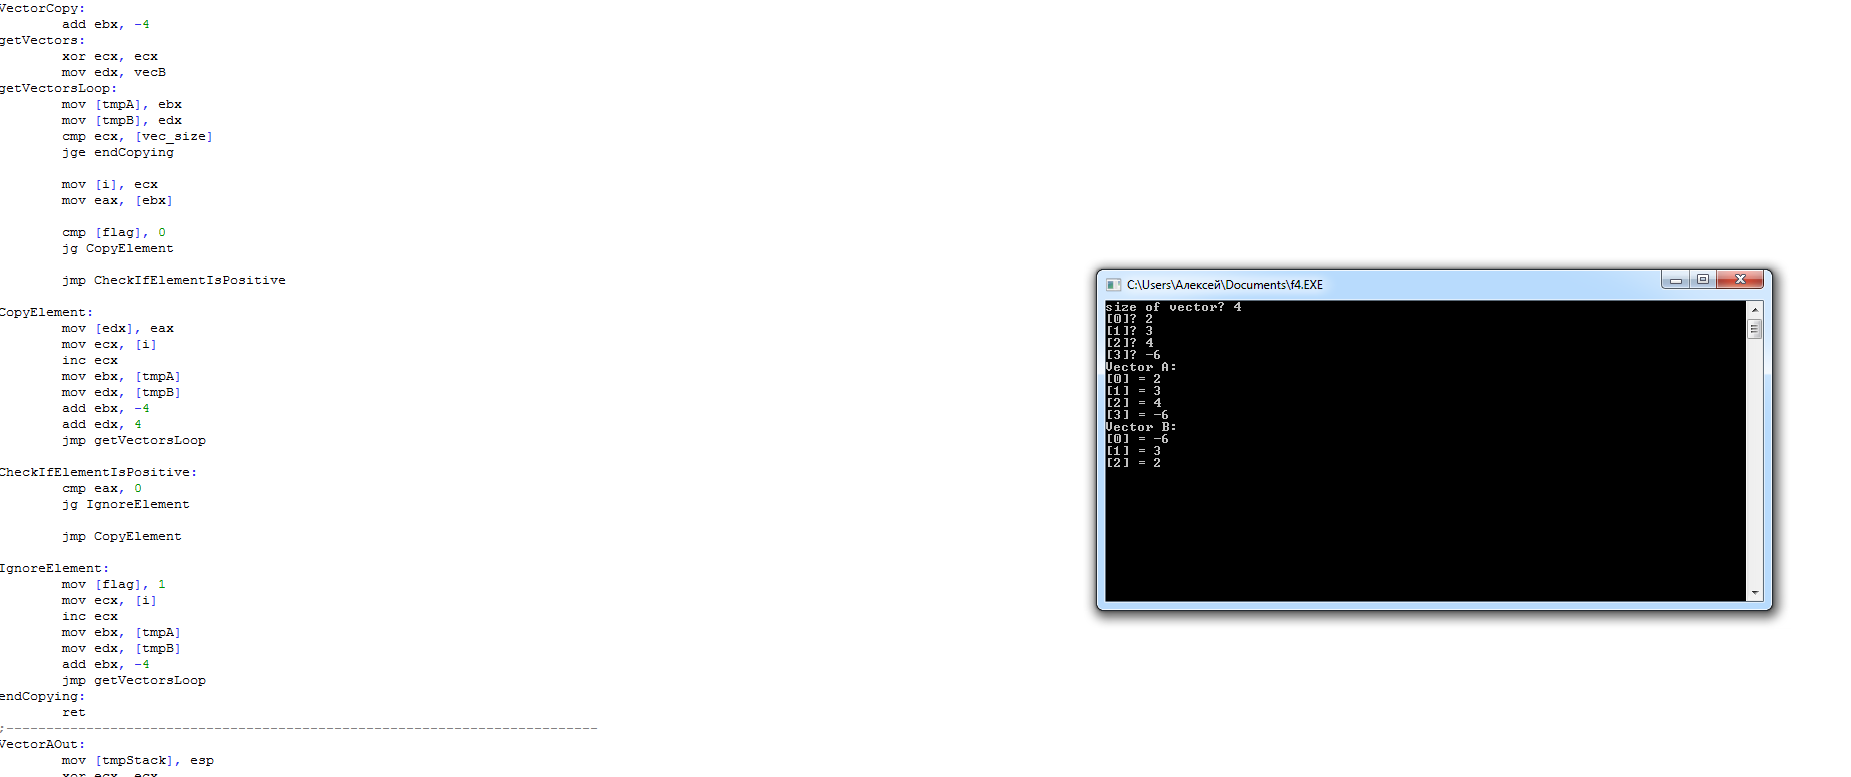 VectorCopy:
add ebx, -4
getVectors:
xor ecx, ecx
mov edx, vecB
getVectorsLoop:
mov [tmpA], ebx
mov [tmpB], edx
cmp ecx, [vec_size]
jge endCopying
mov [i], ecx
mov eax, [ebx]
cmp [flag], 0
jg CopyElement
jmp CheckIfElementIsPositive
CopyElement:
mov [edx], eax
mov ecx, [i]
inc ecx
mov ebx, [tmpA]
mov edx, [tmpB]
add ebx, -4
add edx, 4
jmp getVectorsLoop
CheckIfElementIsPositive:
cmp eax, 0
jg IgnoreElement
jmp CopyElement
IgnoreElement:
mov [flag], 1
mov ecx, [i]
inc ecx
mov ebx, [tmpA]
mov edx, [tmpB]
add ebx, -4
jmp getVectorsLoop
endCopying:
ret
;--------------------------------------------------------------------------
VectorAOut:
mov [tmpStack], esp
xor ecx, ecx
C:\Users\Алексей\Documents\f4.EXE
size of vector? 4
[0]? 2
[1]? 3
[2]? 4
[3]? -6
Vector A:
[0] = 2
[1] = 3
[2] = 4
[3] = -6
Vector B:
[0] = -6
[1] = 3
[2] = 2